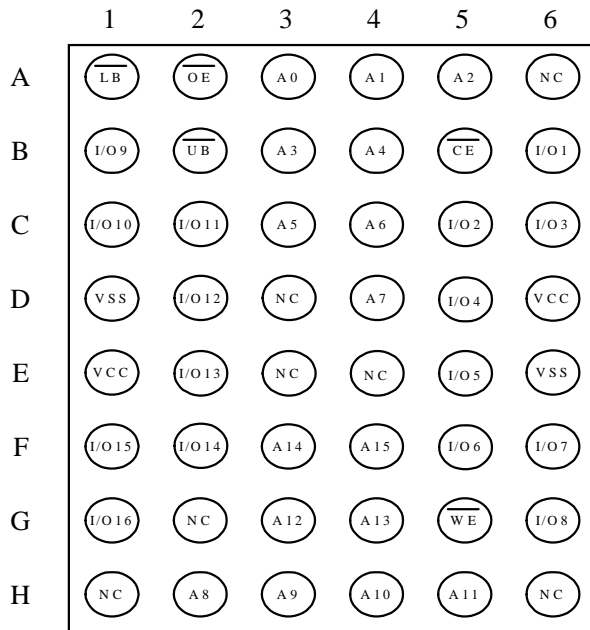 1 2 3 4 5 6
A LB OE A0 A1 A2 NC
B I/O9 UB A3 A4 CE I/O1
C I/O10 I/O11 A5 A6 I/O2 I/O3
D VSS I/O12 NC A7 I/O4 VCC
E VCC I/O13 NC NC I/O5 VSS
F I/O15 I/O14 A14 A15 I/O6 I/O7
G I/O16 NC A12 A13 WE I/O8
H NC A8 A9 A10 A11 NC